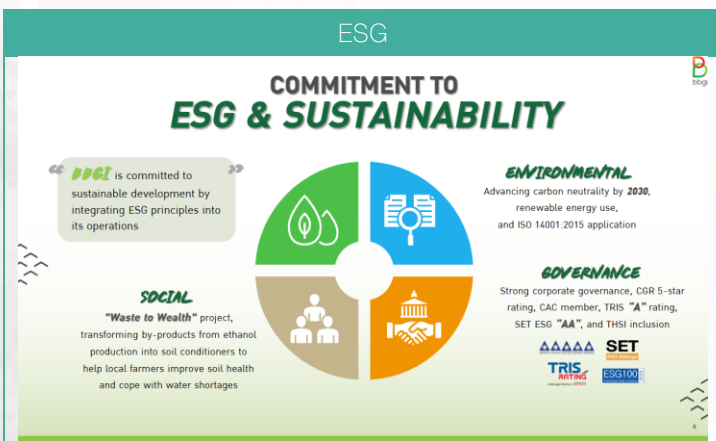 ESG
bbgi
COMMITMENT TO
ESG & SUSTAINABILITY
“ BBGI is committed to ”
sustainable development by
integrating ESG principles into
its operations
ENVIRONMENTAL
Advancing carbon neutrality by 2030,
renewable energy use,
and ISO 14001:2015 application
SOCIAL
"Waste to Wealth" project,
transforming by-products from ethanol
production into soil conditioners to
help local farmers improve soil health
and cope with water shortages
GOVERNANCE
Strong corporate governance, CGR 5-star
rating, CAC member, TRIS "A" rating,
SET ESG "AA", and THSI inclusion
SET
TRIS
RATING
ESG100